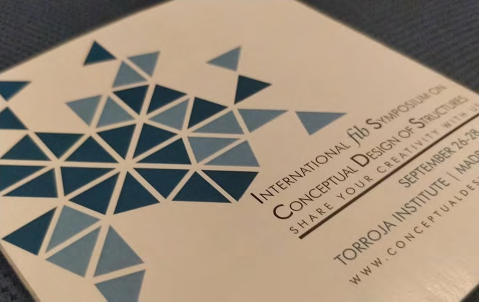 INTERNATIONAL fib SYMPOSIUM ON
CONCEPTUAL DESIGN OF STRUCTURES
SHARE YOUR CREATIVITY WITH US
SEPTEMBER 26-28
TORROJA INSTITUTE | MADR
WWW.CONCEPTUALDES